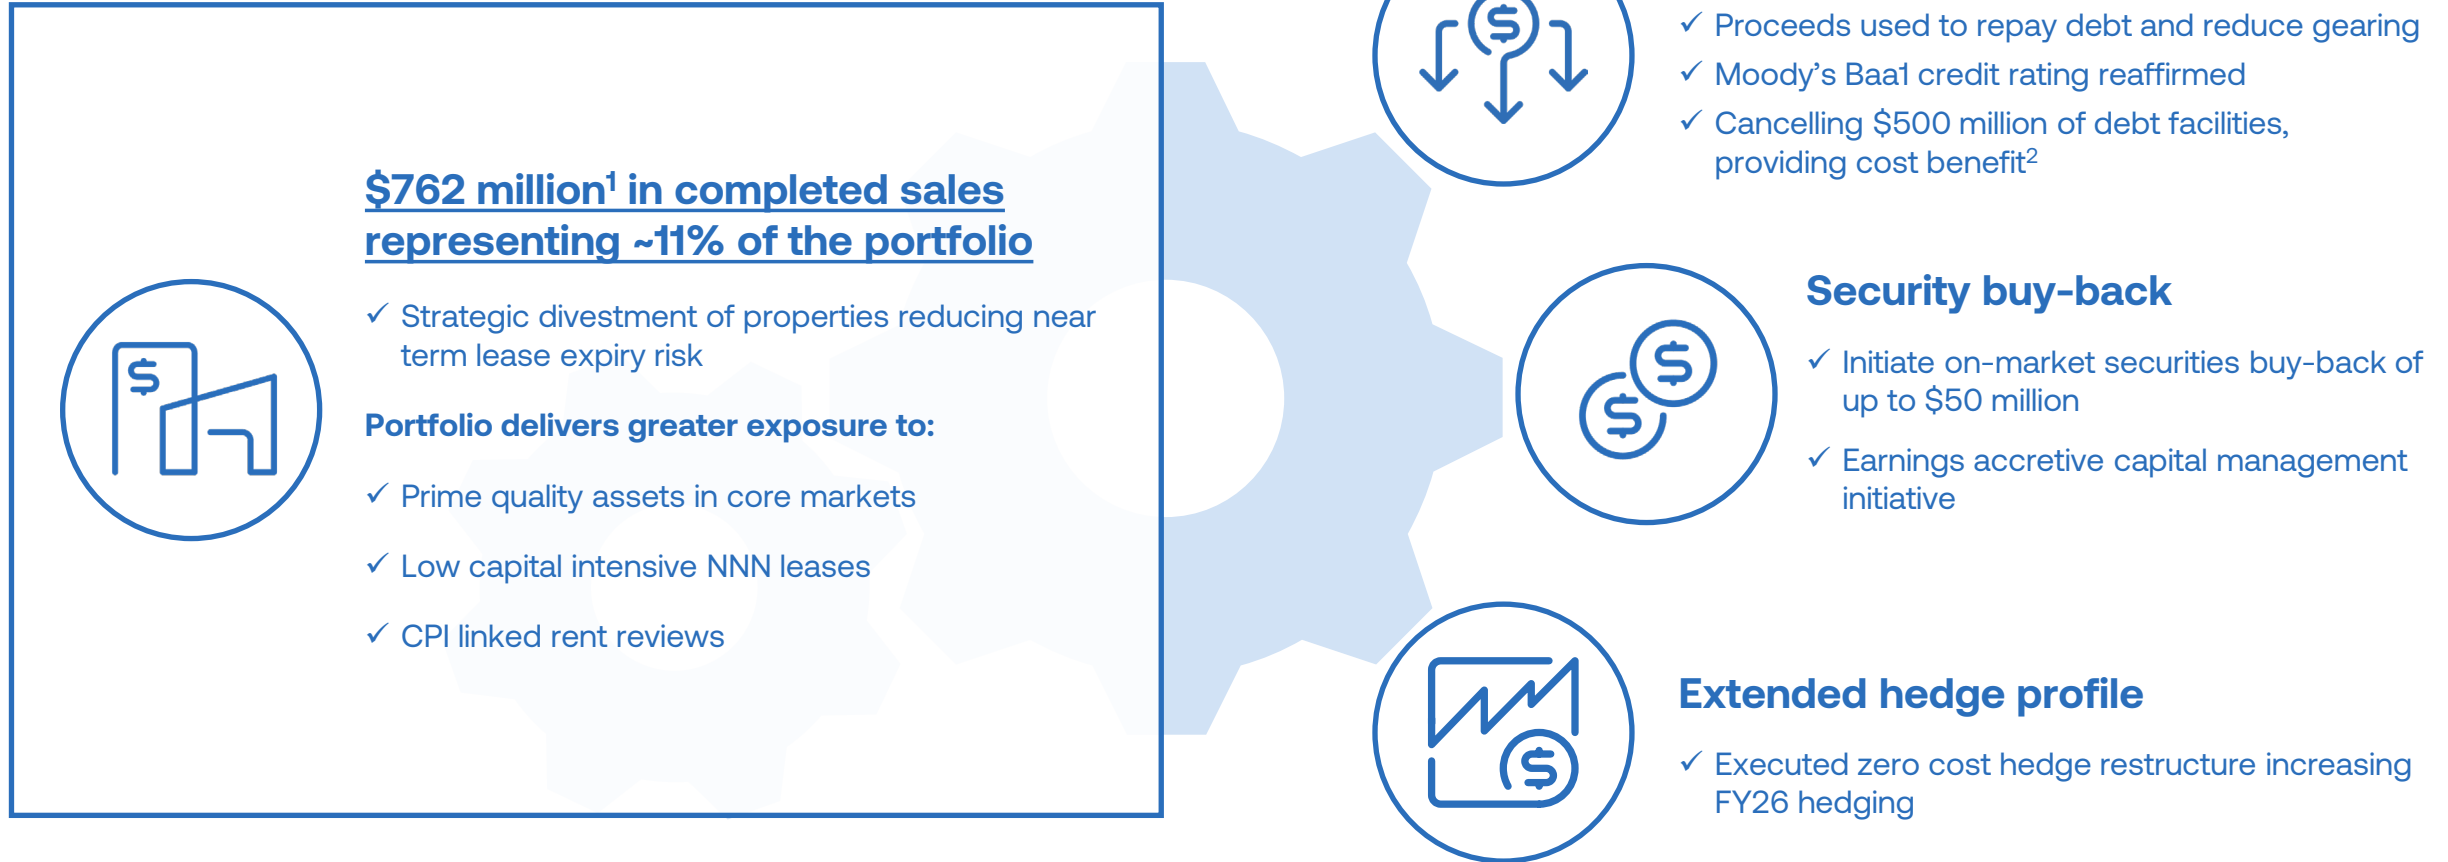 $762 million¹ in completed sales
representing ~11% of the portfolio
✓ Strategic divestment of properties reducing near
term lease expiry risk
Portfolio delivers greater exposure to:
✓ Prime quality assets in core markets
✓ Low capital intensive NNN leases
✓ CPI linked rent reviews
✓ Proceeds used to repay debt and reduce gearing
✓ Moody’s Baa1 credit rating reaffirmed
✓ Cancelling $500 million of debt facilities,
providing cost benefit²
Security buy-back
✓ Initiate on-market securities buy-back of
up to $50 million
✓ Earnings accretive capital management
initiative
Extended hedge profile
✓ Executed zero cost hedge restructure increasing
FY26 hedging